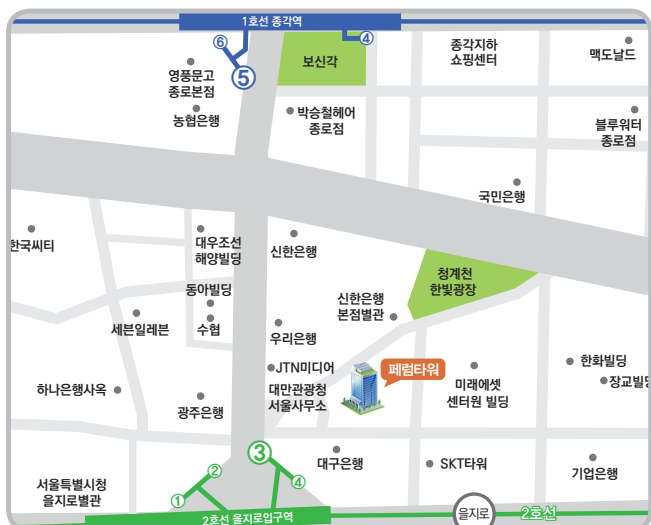 1호선 종각역
⑥
④
⑤
보신각
종각지하
쇼핑센터
맥도날드
영풍문고
종로본점
농협은행
박승철헤어
종로점
블루워터
종로점
국민은행
한국씨티
대우조선
해양빌딩
신한은행
청계천
한빛광장
동아빌딩
신한은행
본점별관
세븐일레븐
수협
우리은행
JTN미디어
페럼타워
한화빌딩
하나은행사옥
대만관광청
서울사무소
미래에셋
센터원 빌딩
장교빌딩
광주은행
③
②
④
①
대구은행
SKT타워
기업은행
서울특별시청
을지로별관
2호선 을지로입구역
을지로
2호선